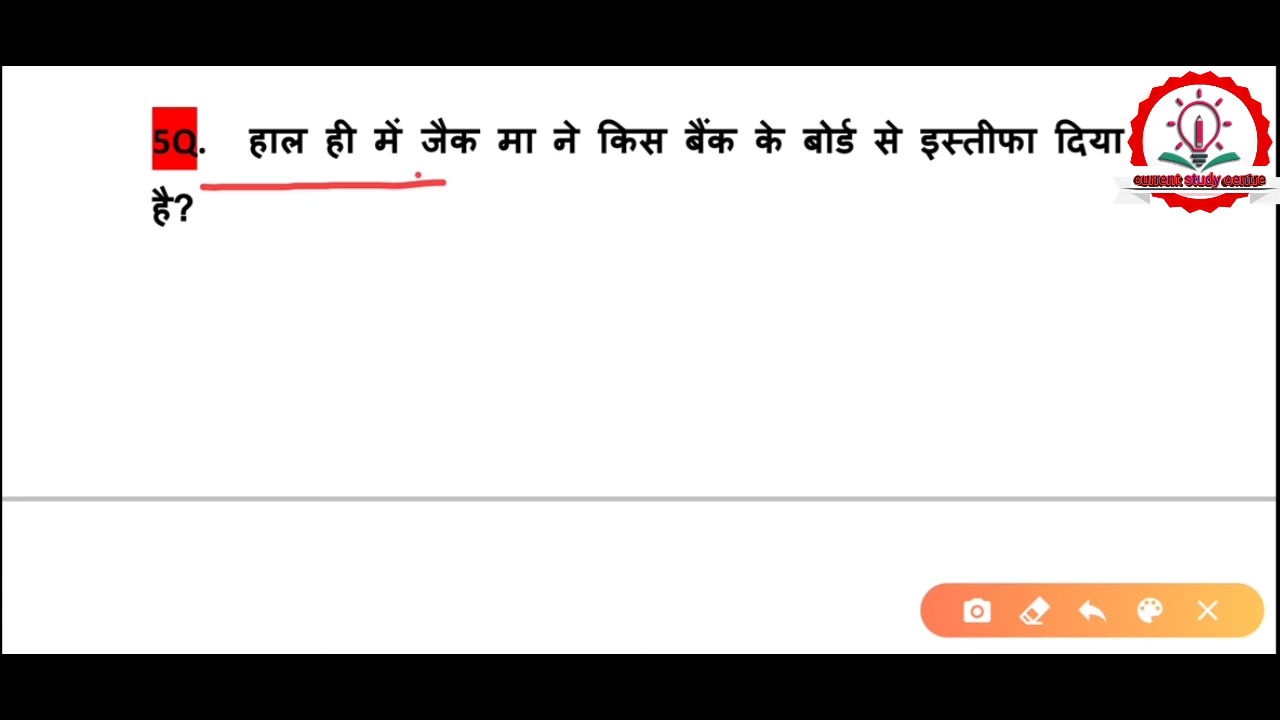 5Q. हाल ही में जैक मा ने किस बैंक के बोर्ड से इस्तीफा दिया
है?
current study centre